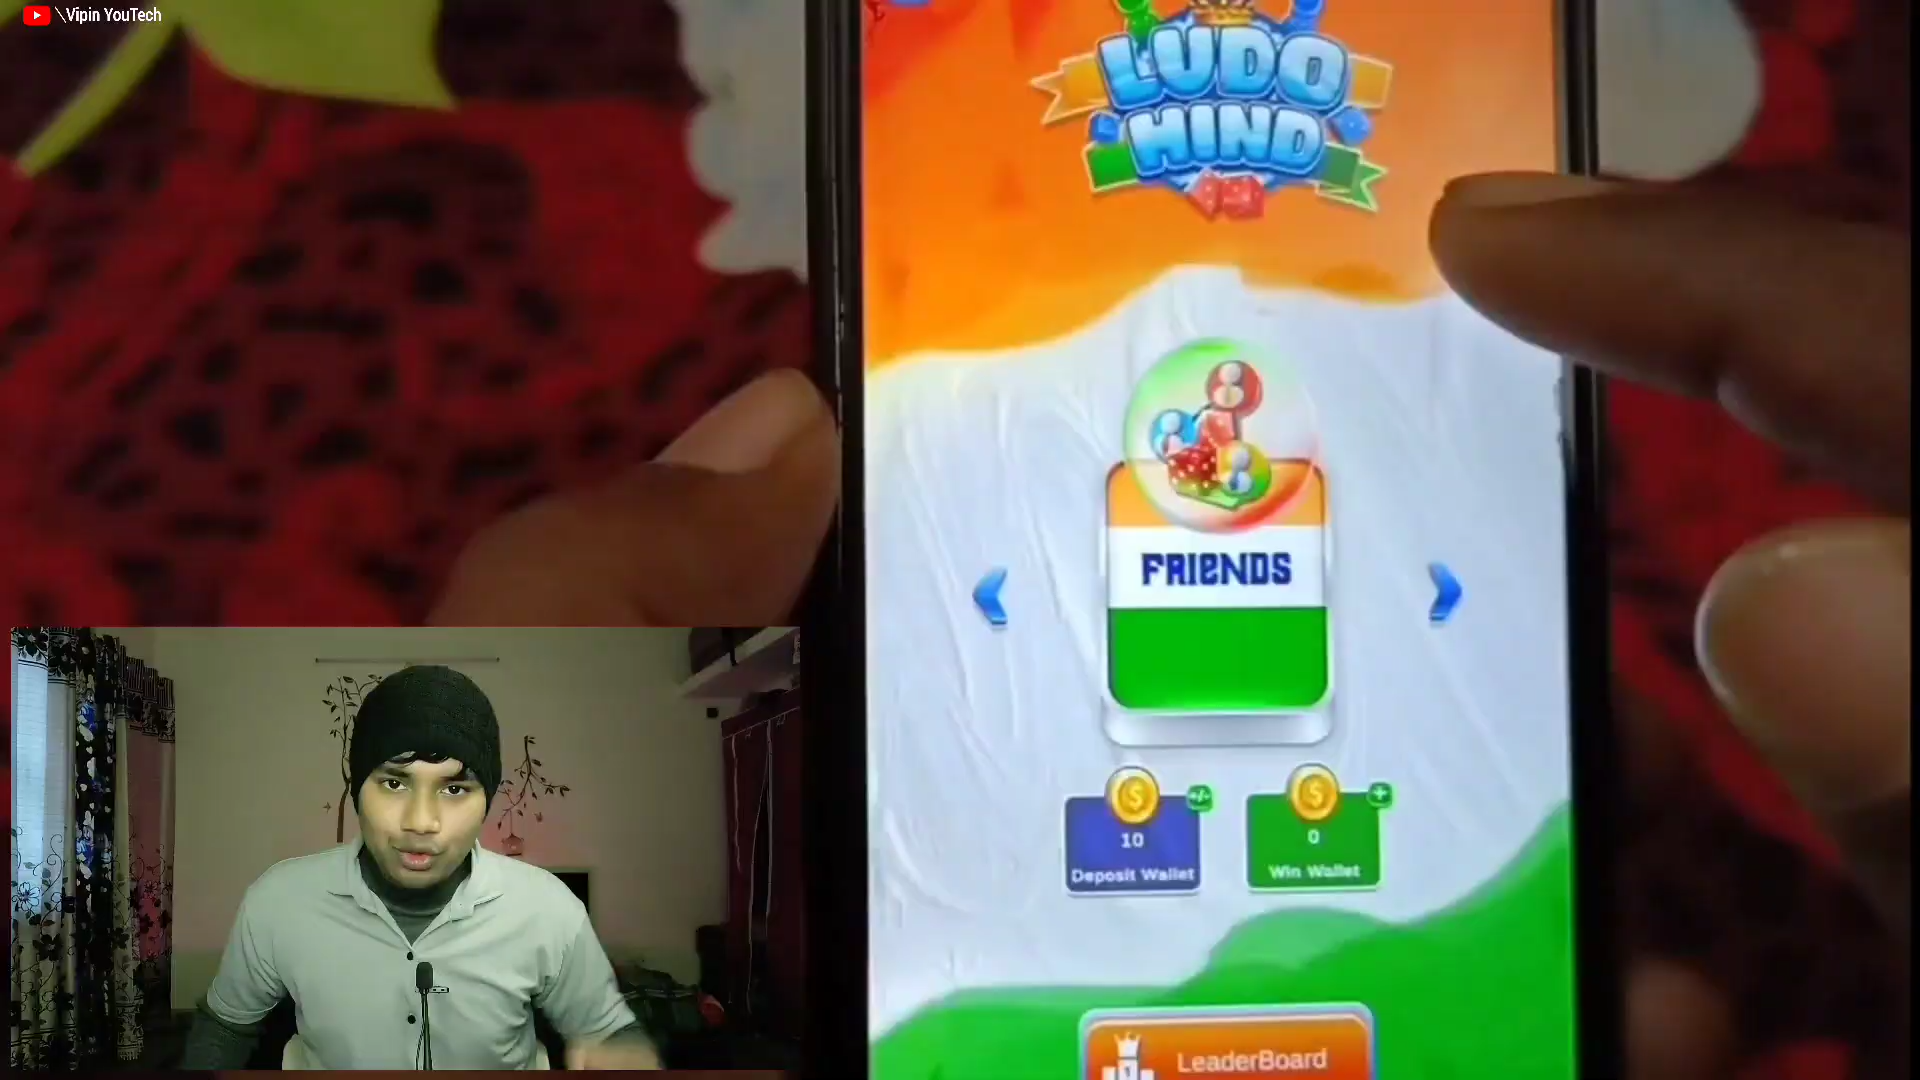 \Vipin YouTech
LUDO
HIND
FRIENDS
10
Deposit Wallet
0
Win Wallet
LeaderBoard